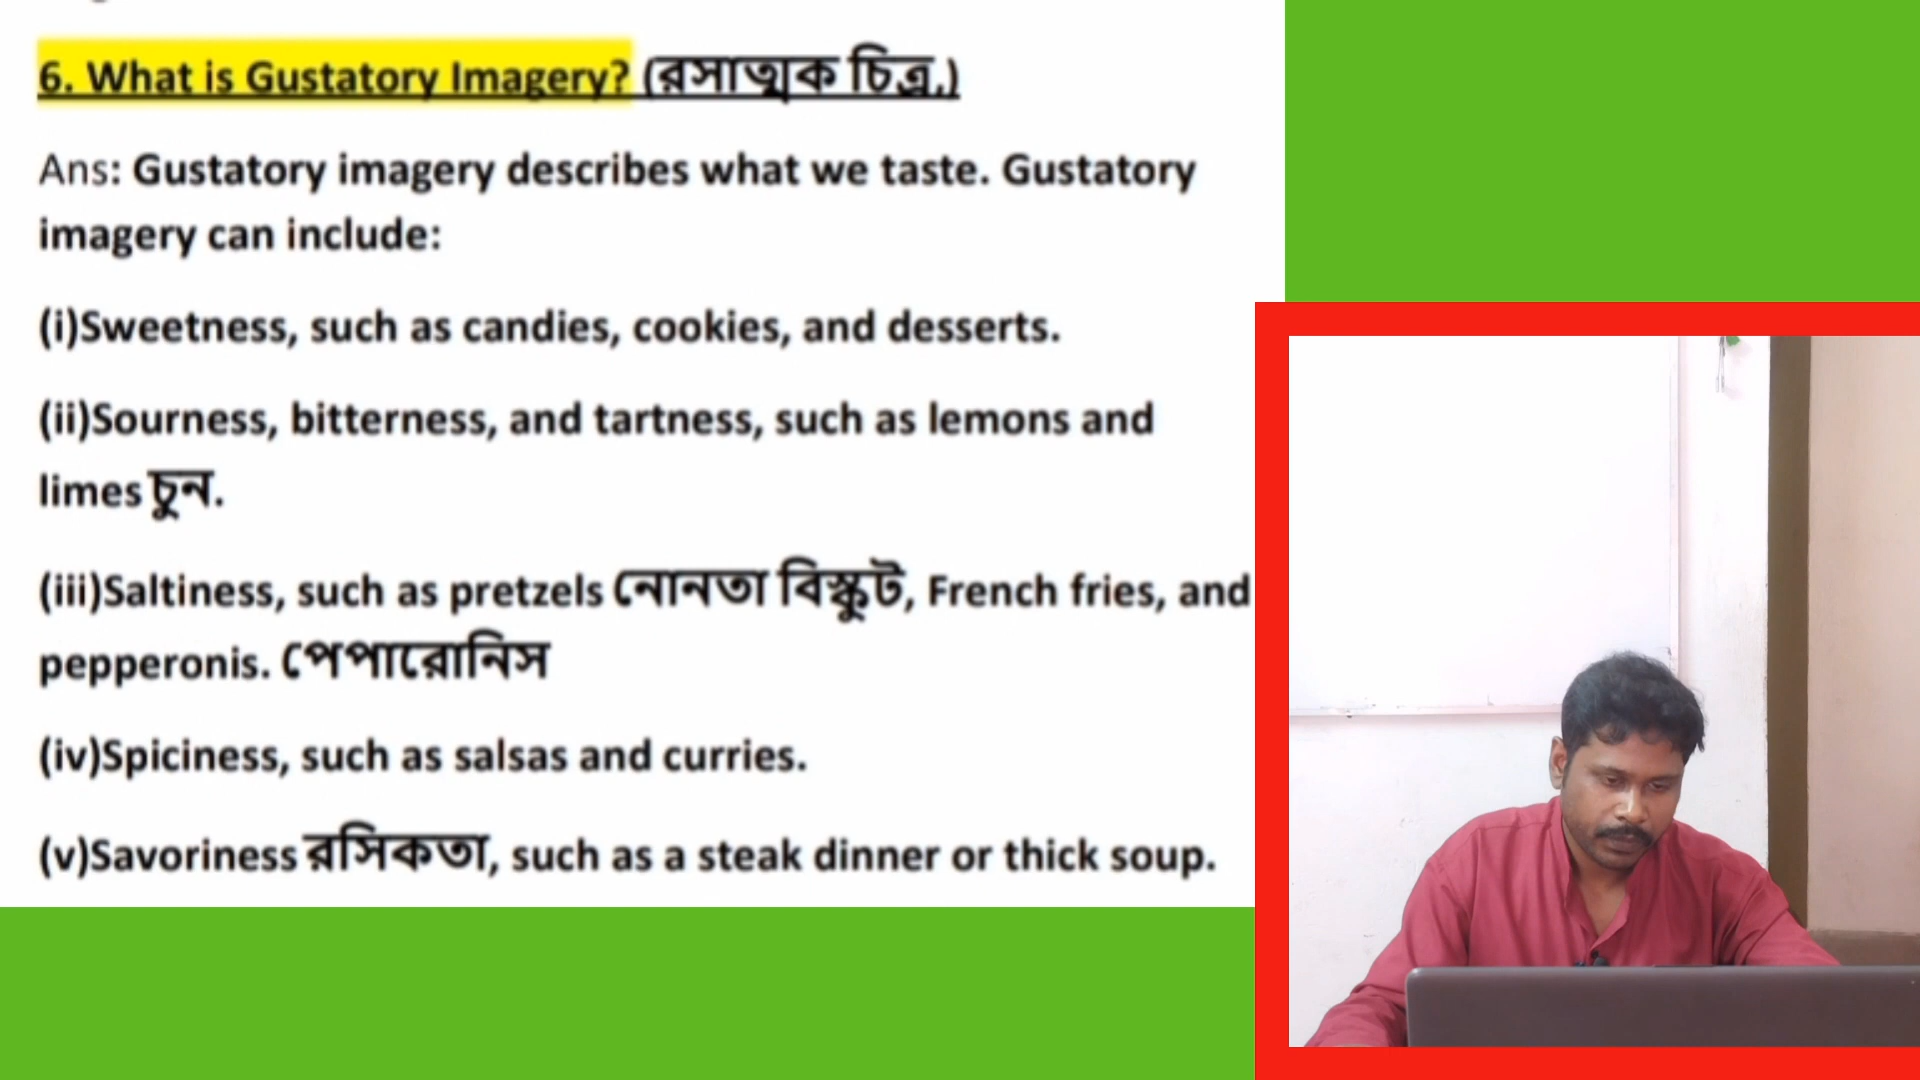 6. What is Gustatory Imagery? (রসাত্মক চিত্র,)
Ans: Gustatory imagery describes what we taste. Gustatory
imagery can include:
(i)Sweetness, such as candies, cookies, and desserts.
(ii)Sourness, bitterness, and tartness, such as lemons and
limes চুন.
(iii)Saltiness, such as pretzels নোনতা বিস্কুট, French fries, and
pepperonis. পেপারোনিস
(iv)Spiciness, such as salsas and curries.
(v)Savoriness রসিকতা, such as a steak dinner or thick soup.